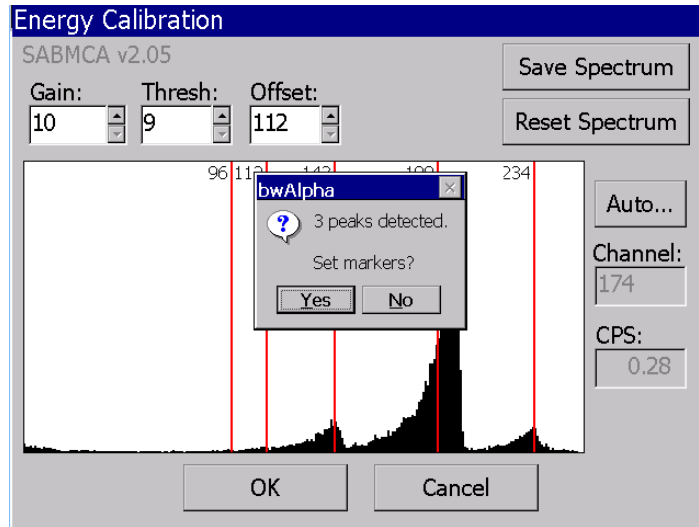 Energy Calibration
SABMCA v2.05
Save Spectrum
Gain: Thresh: Offset:
10 9 112
Reset Spectrum
96
234
bwAlpha
? 3 peaks detected.
Set markers?
Yes No
Auto...
Channel:
174
CPS:
0.28
OK Cancel